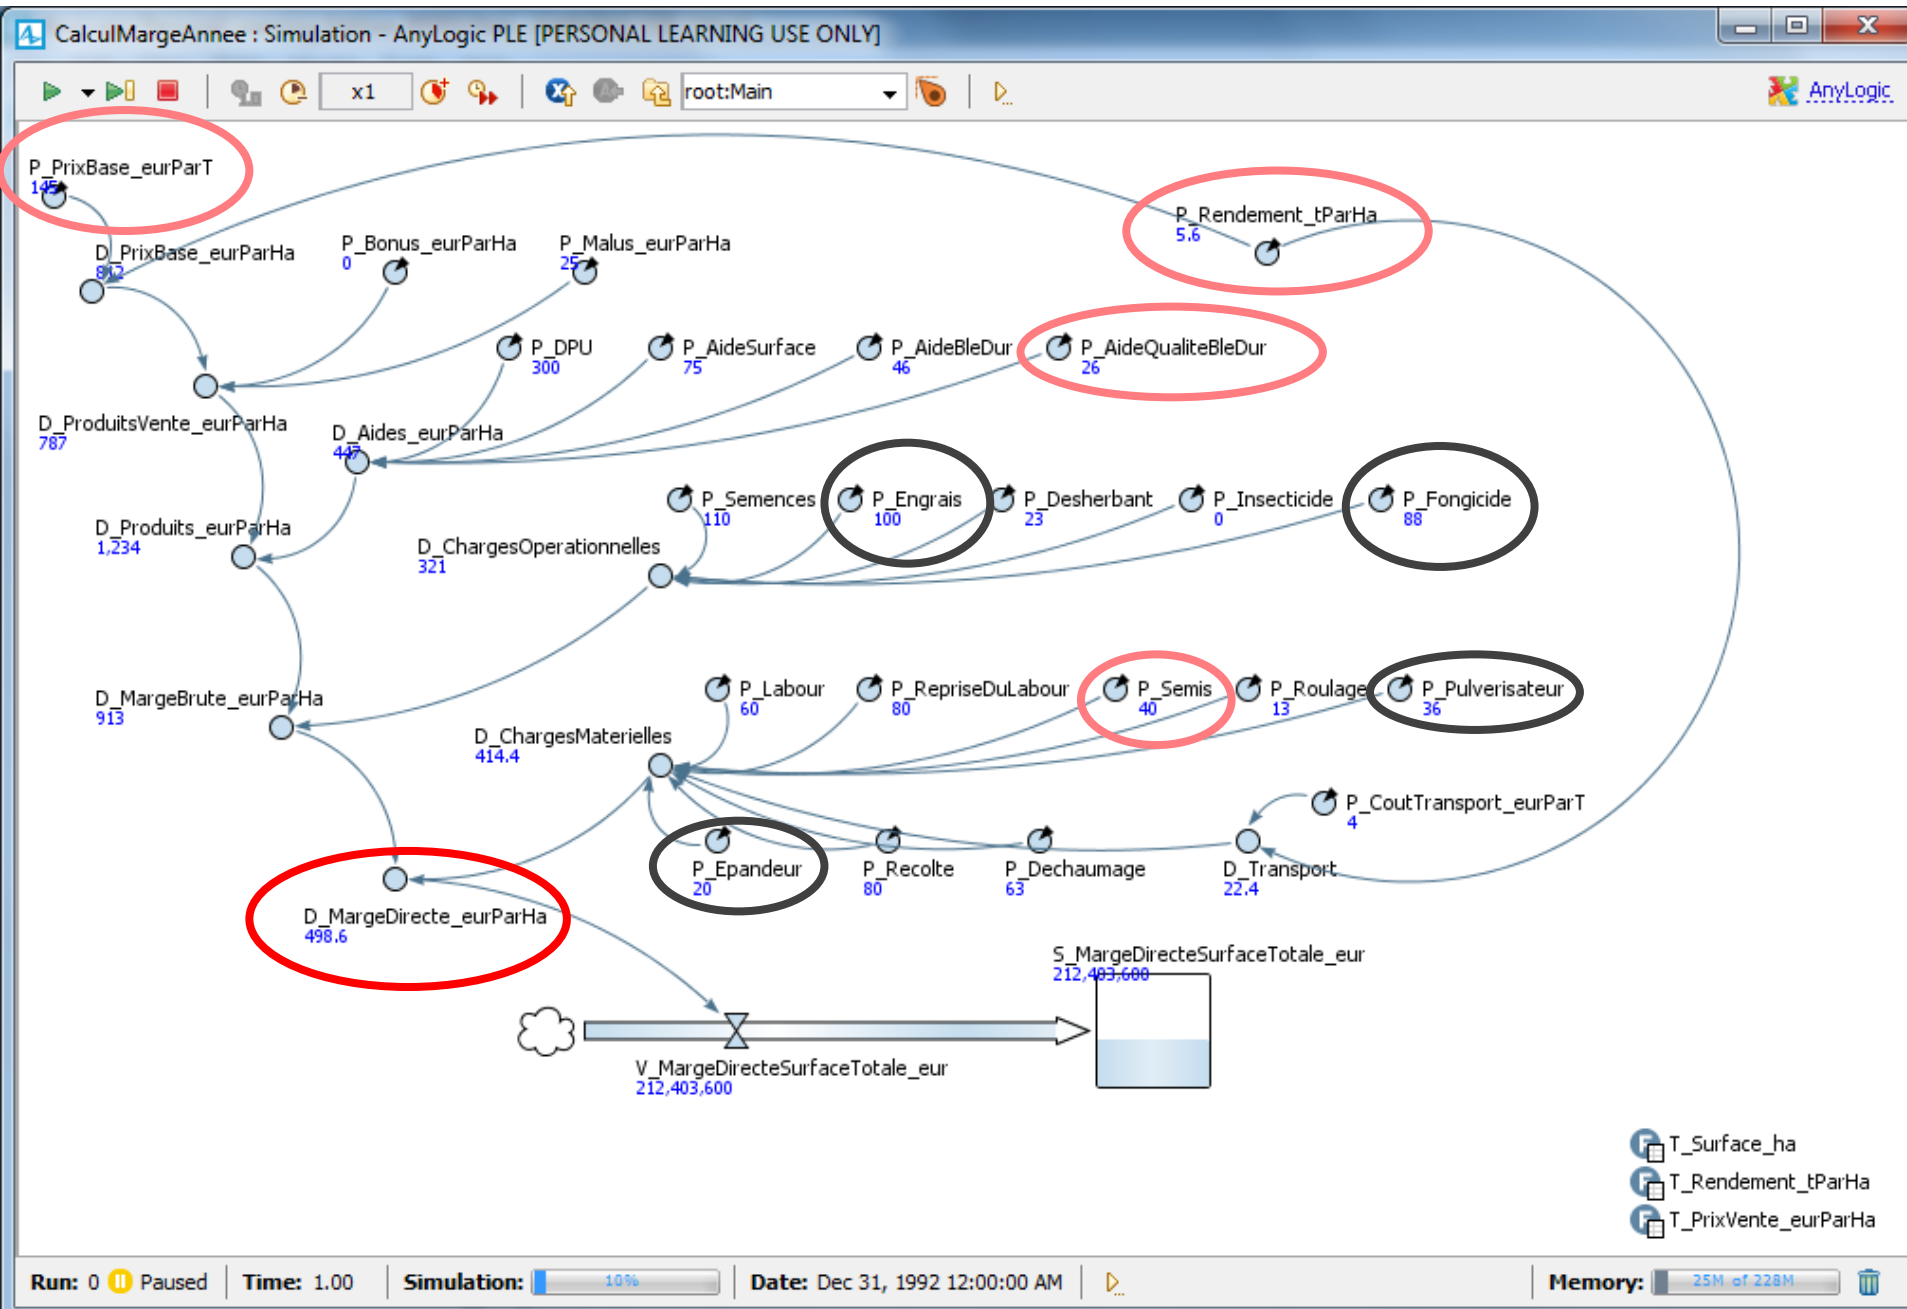 CalculMargeAnnee : Simulation - AnyLogic PLE [PERSONAL LEARNING USE ONLY]
x1
root:Main
AnyLogic
P_PrixBase_eurParT
145
P_Rendement_tParHa
5.6
D_PrixBase_eurParHa
812
P_Bonus_eurParHa
0
P_Malus_eurParHa
25
P_DPU
300
P_AideSurface
75
P_AideBleDur
46
P_AideQualiteBleDur
26
D_ProduitsVente_eurParHa
787
D_Aides_eurParHa
447
P_Semences
110
P_Engrais
100
P_Desherbant
23
P_Insecticide
0
P_Fongicide
88
D_Produits_eurParHa
1,234
D_ChargesOperationnelles
321
D_MargeBrute_eurParHa
913
P_Labour
60
P_RepriseDuLabour
80
P_Semis
40
P_Roulage
13
P_Pulverisateur
36
D_ChargesMaterielles
414.4
P_CoutTransport_eurParT
4
P_Epandeur
20
P_Recolte
80
P_Dechaumage
63
D_Transport
22.4
D_MargeDirecte_eurParHa
498.6
S_MargeDirecteSurfaceTotale_eur
212,403,600
V_MargeDirecteSurfaceTotale_eur
212,403,600
T_Surface_ha
T_Rendement_tParHa
T_PrixVente_eurParHa
Run: 0 Paused Time: 1.00 Simulation: 10% Date: Dec 31, 1992 12:00:00 AM Memory: 25M of 228M